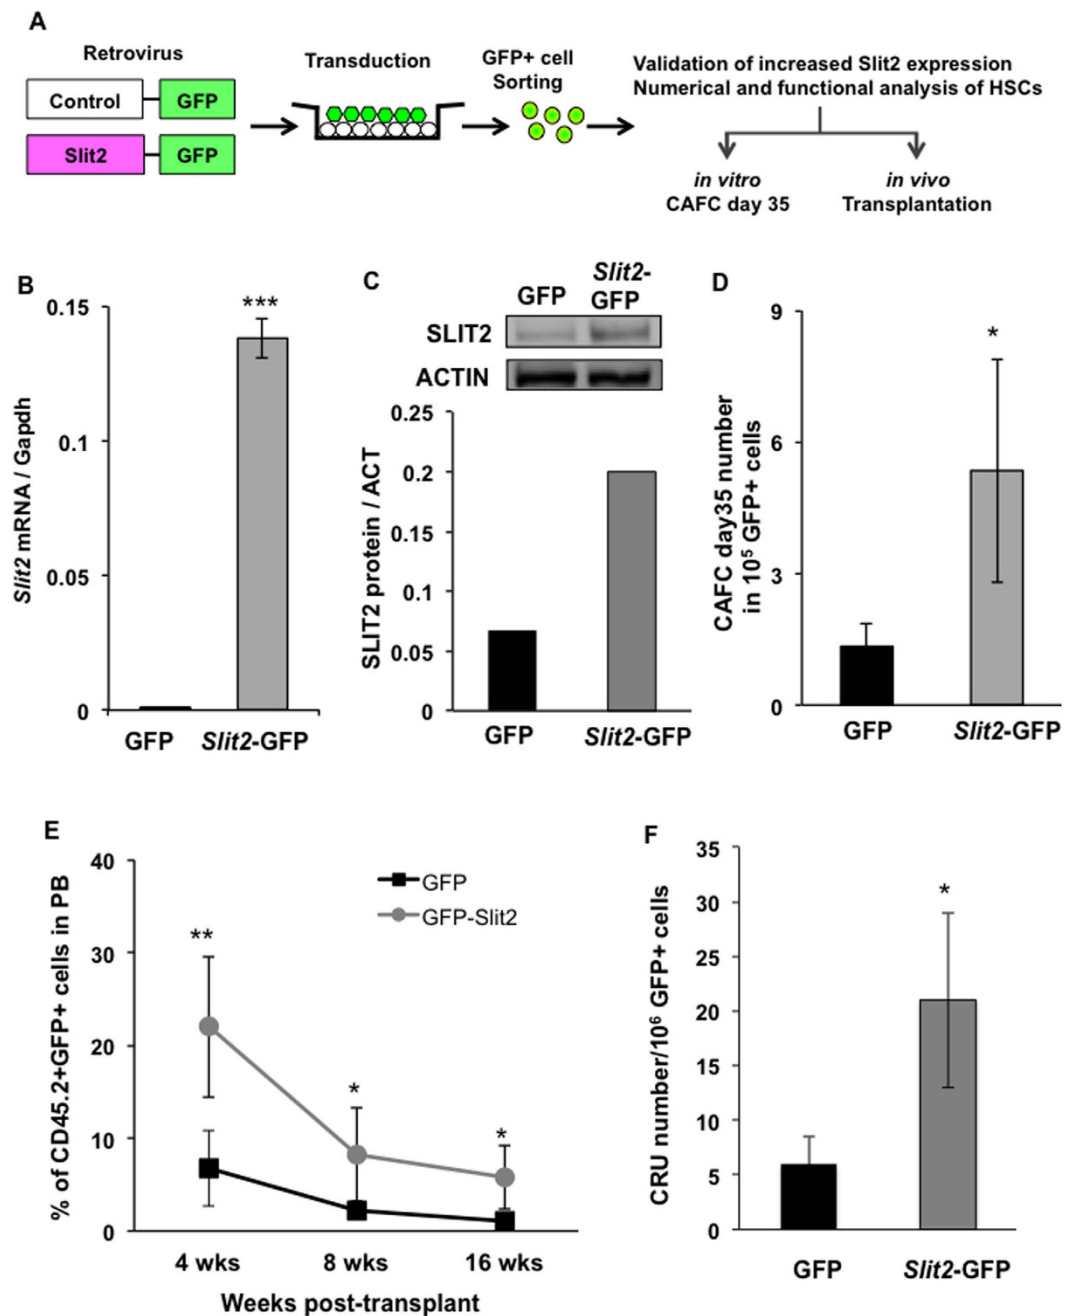 A
Retrovirus
Control
GFP
Slit2
GFP
Transduction
GFP+ cell
Sorting
Validation of increased Slit2 expression
Numerical and functional analysis of HSCs
in vitro
CAFC day 35
in vivo
Transplantation
B
Slit2 mRNA / Gapdh
0.15
0.1
0.05
0
***
GFP
Slit2-GFP
C
GFP
Slit2-
GFP
SLIT2
ACTIN
SLIT2 protein / ACT
0.25
0.2
0.15
0.1
0.05
0
GFP
Slit2-GFP
D
CAFC day35 number
in 10⁵ GFP+ cells
9
6
3
0
*
GFP
Slit2-GFP
E
% of CD45.2+GFP+ cells in PB
40
30
20
10
0
GFP
GFP-Slit2
**
*
*
4 wks
8 wks
16 wks
Weeks post-transplant
F
CRU number/10⁶ GFP+ cells
35
30
25
20
15
10
5
0
*
GFP
Slit2-GFP